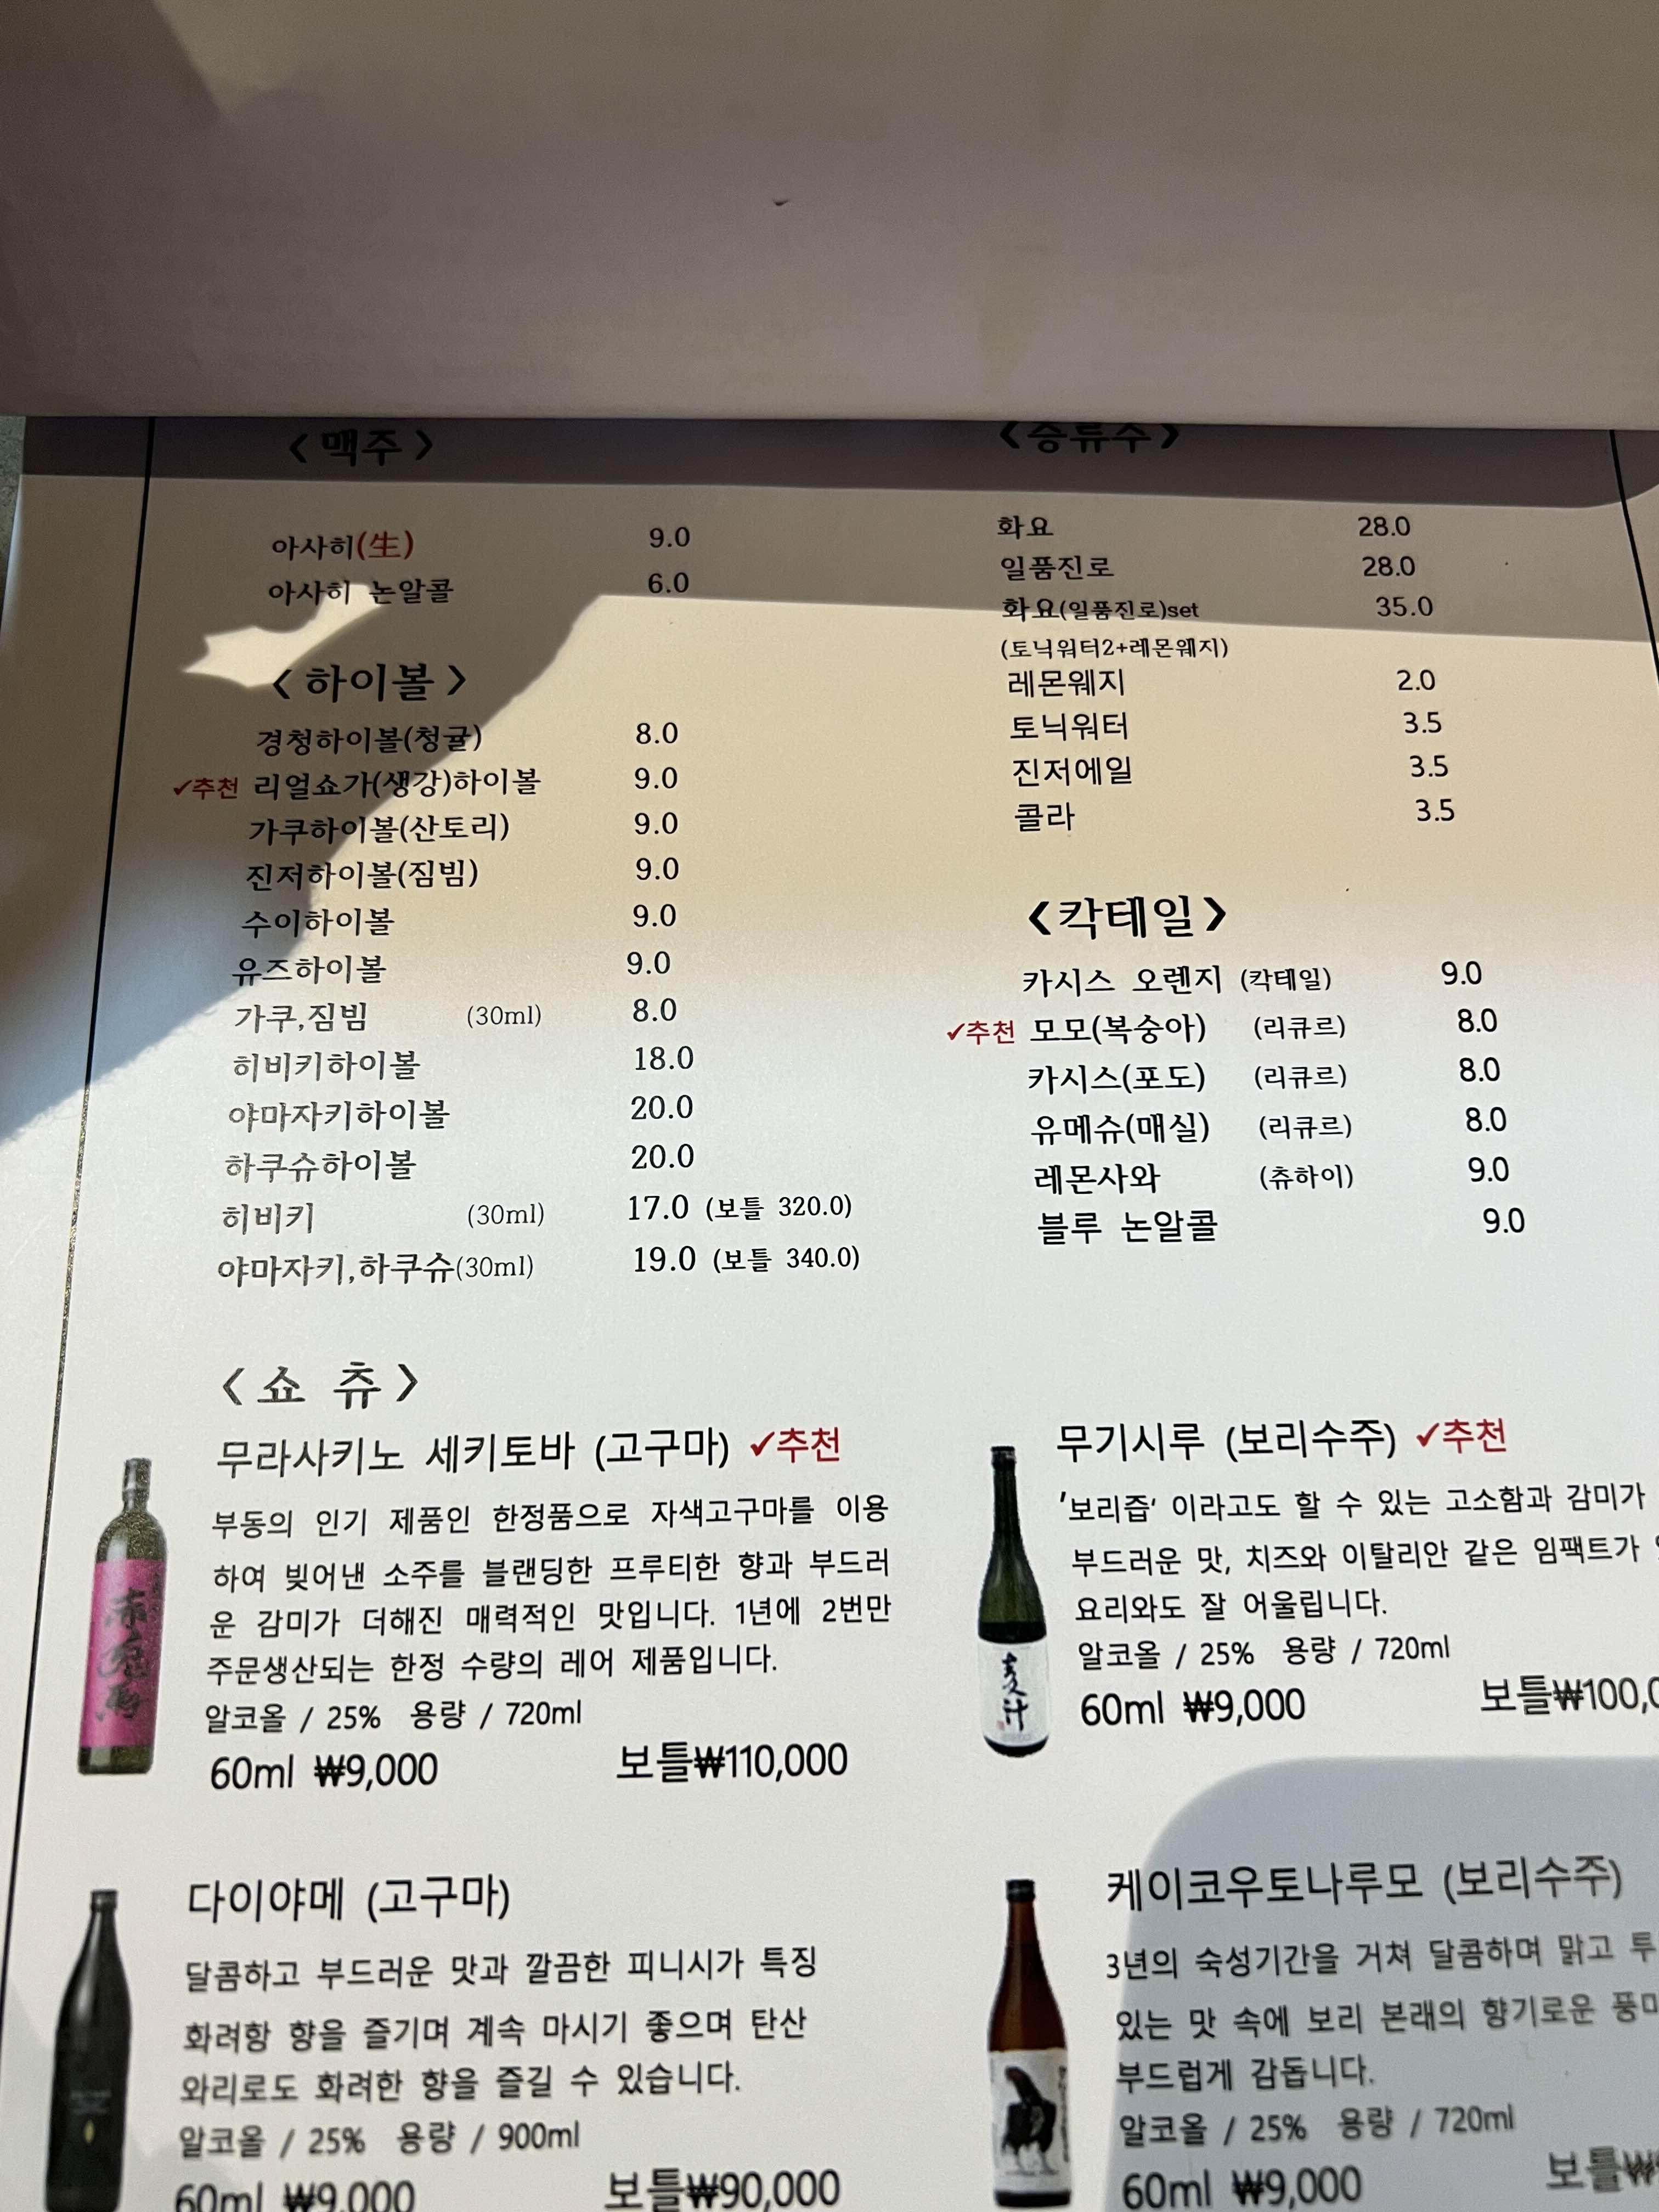 <맥주>
아사히(生) 9.0
아사히 논알콜 6.0
<하이볼>
경청하이볼(청귤) 8.0
✓추천 리얼쇼가(생강)하이볼 9.0
가쿠하이볼(산토리) 9.0
진저하이볼(짐빔) 9.0
수이하이볼 9.0
유즈하이볼 9.0
가쿠,짐빔 (30ml) 8.0
히비키하이볼 18.0
야마자키하이볼 20.0
하쿠슈하이볼 20.0
히비키 (30ml) 17.0 (보틀 320.0)
야마자키,하쿠슈(30ml) 19.0 (보틀 340.0)
<증류주>
화요 28.0
일품진로 28.0
화요(일품진로)set 35.0
(토닉워터2+레몬웨지)
레몬웨지 2.0
토닉워터 3.5
진저에일 3.5
콜라 3.5
<칵테일>
카시스 오렌지 (칵테일) 9.0
✓추천 모모(복숭아) (리큐르) 8.0
카시스(포도) (리큐르) 8.0
유메슈(매실) (리큐르) 8.0
레몬사와 (츄하이) 9.0
블루 논알콜 9.0
<쇼 츄>
무라사키노 세키토바 (고구마) ✓추천
부동의 인기 제품인 한정품으로 자색고구마를 이용
하여 빚어낸 소주를 블랜딩한 프루티한 향과 부드러
운 감미가 더해진 매력적인 맛입니다. 1년에 2번만
주문생산되는 한정 수량의 레어 제품입니다.
알코올 / 25% 용량 / 720ml
60ml ₩9,000 보틀₩110,000
赤兎馬
무기시루 (보리수주) ✓추천
'보리즙' 이라고도 할 수 있는 고소함과 감미가
부드러운 맛, 치즈와 이탈리안 같은 임팩트가
요리와도 잘 어울립니다.
알코올 / 25% 용량 / 720ml
60ml ₩9,000 보틀₩100,0
麦汁
다이야메 (고구마)
달콤하고 부드러운 맛과 깔끔한 피니시가 특징
화려항 향을 즐기며 계속 마시기 좋으며 탄산
와리로도 화려한 향을 즐길 수 있습니다.
알코올 / 25% 용량 / 900ml
60ml ₩9,000 보틀₩90,000
케이코우토나루모 (보리수주)
3년의 숙성기간을 거쳐 달콤하며 맑고 투
있는 맛 속에 보리 본래의 향기로운 풍미
부드럽게 감돕니다.
알코올 / 25% 용량 / 720ml
60ml ₩9,000 보틀₩